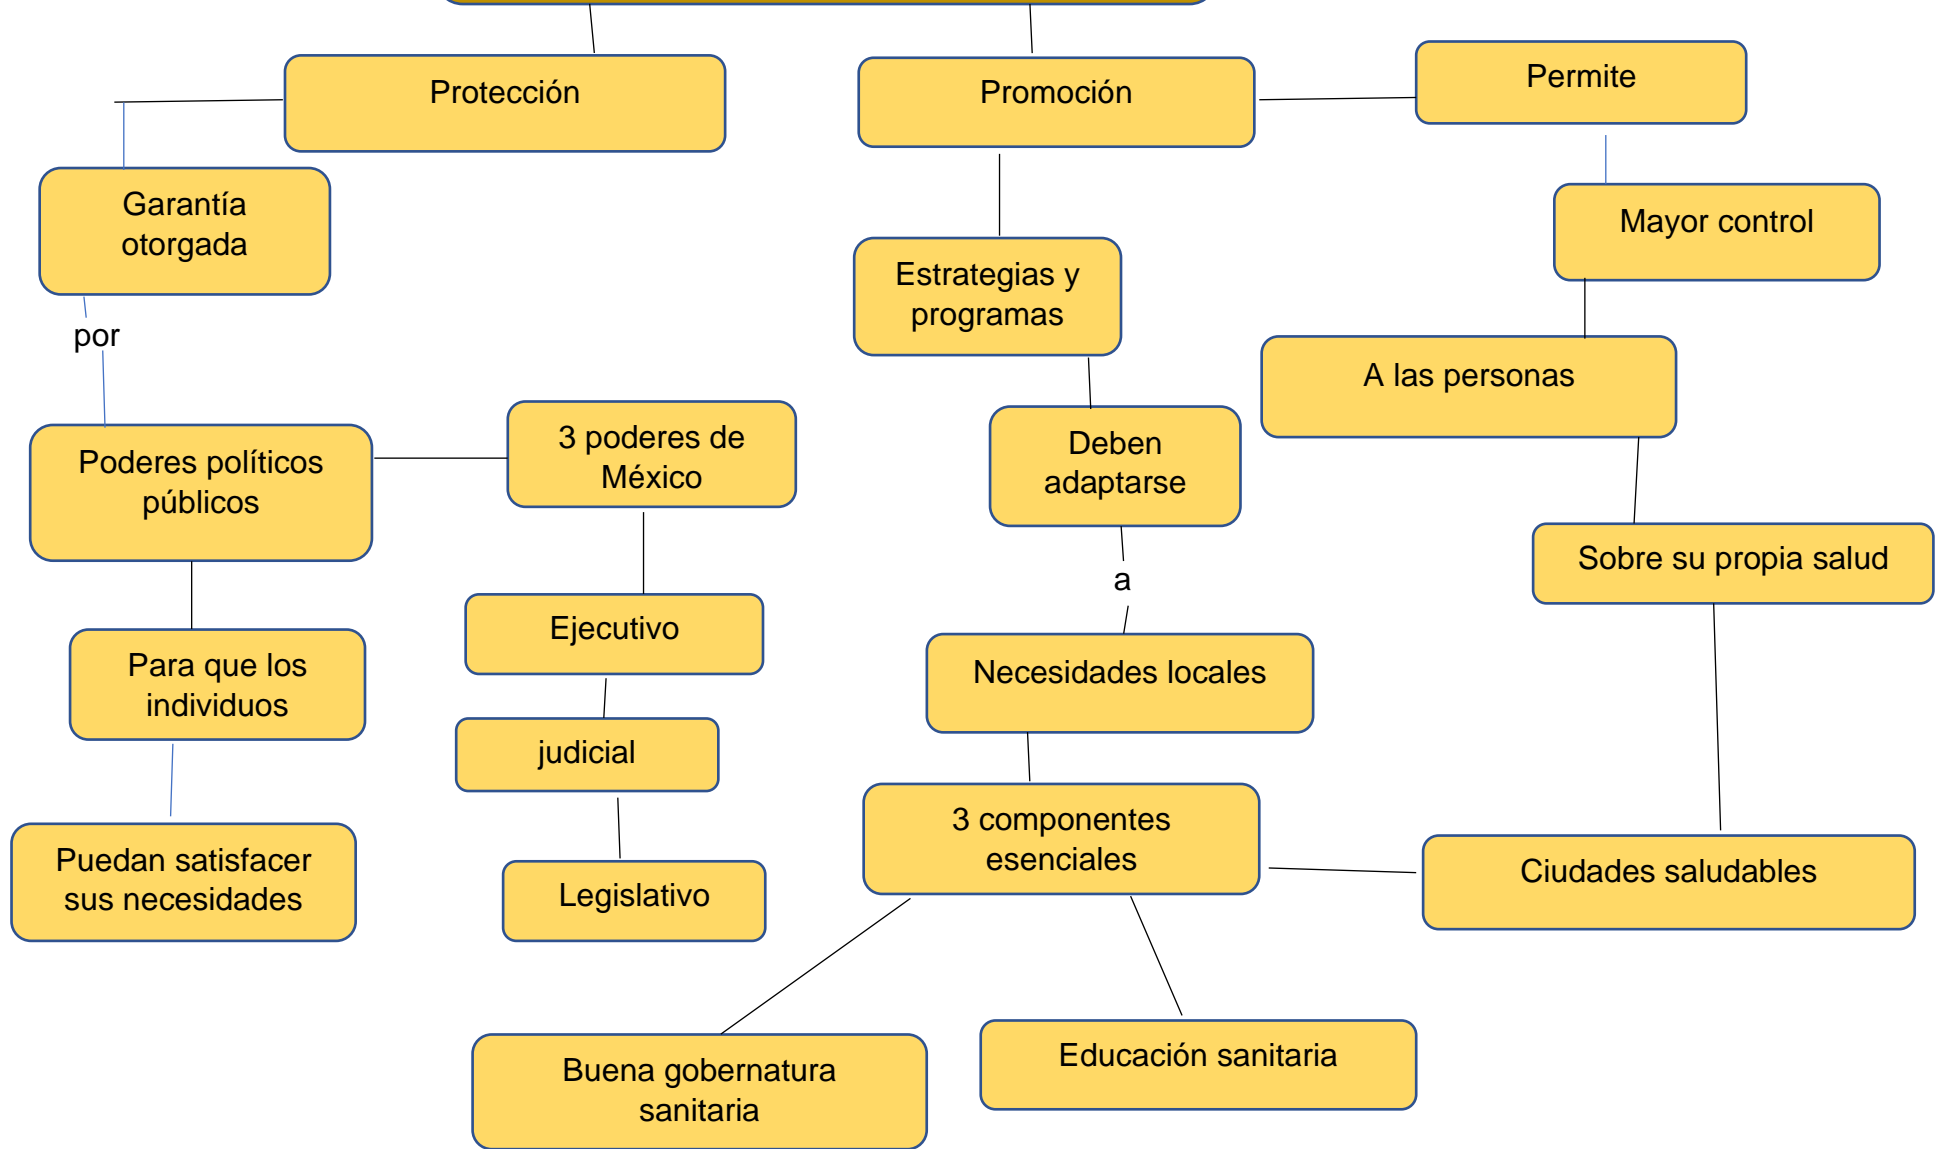 Protección
Promoción
Permite
Garantía
otorgada
Mayor control
Estrategias y
programas
por
A las personas
Poderes políticos
públicos
3 poderes de
México
Deben
adaptarse
Sobre su propia salud
a
Para que los
individuos
Ejecutivo
Necesidades locales
judicial
3 componentes
esenciales
Puedan satisfacer
sus necesidades
Legislativo
Ciudades saludables
Buena gobernatura
sanitaria
Educación sanitaria